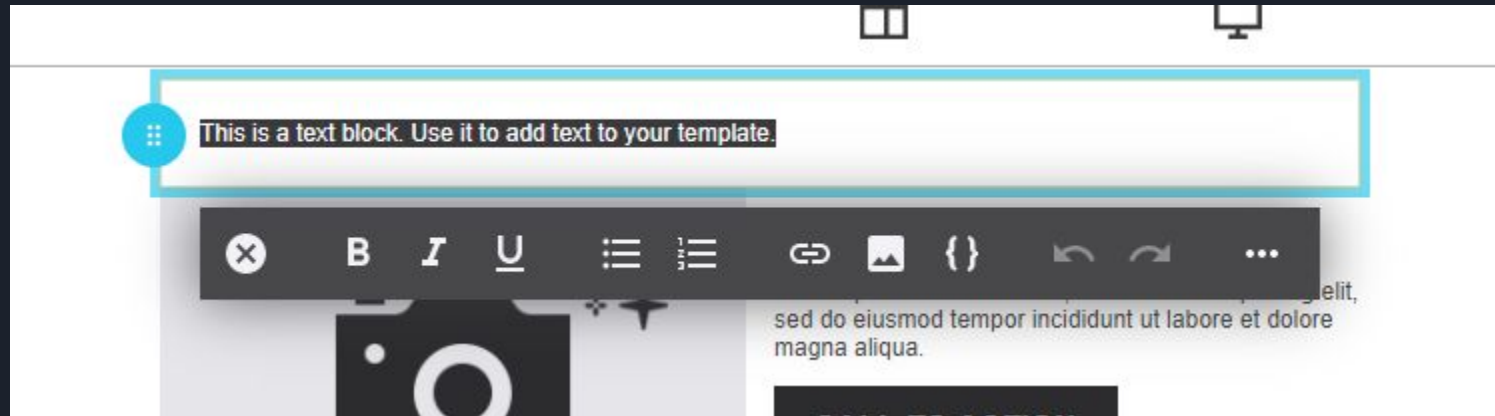 This is a text block. Use it to add text to your template.
B I U
elit,
sed do eiusmod tempor incididunt ut labore et dolore
magna aliqua.